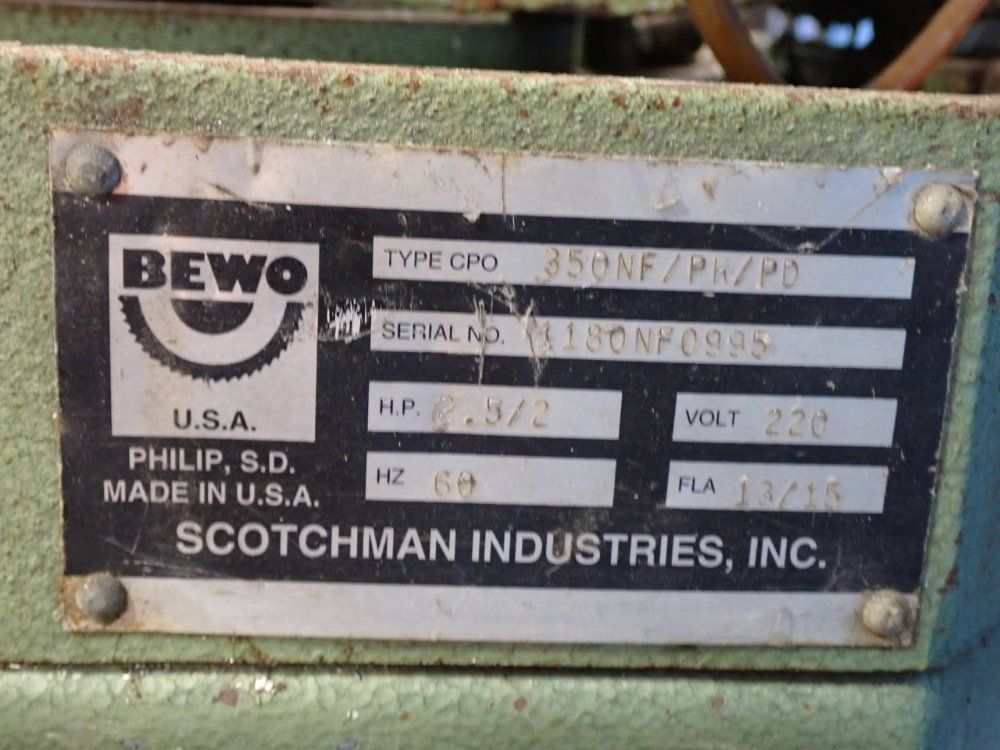 BEWO
U.S.A.
PHILIP, S.D.
MADE IN U.S.A.
TYPE CPO 350NF/PK/PD
SERIAL NO. 1180NF0995
H.P. 2.5/2
VOLT 220
HZ 60
FLA 13/15
SCOTCHMAN INDUSTRIES, INC.